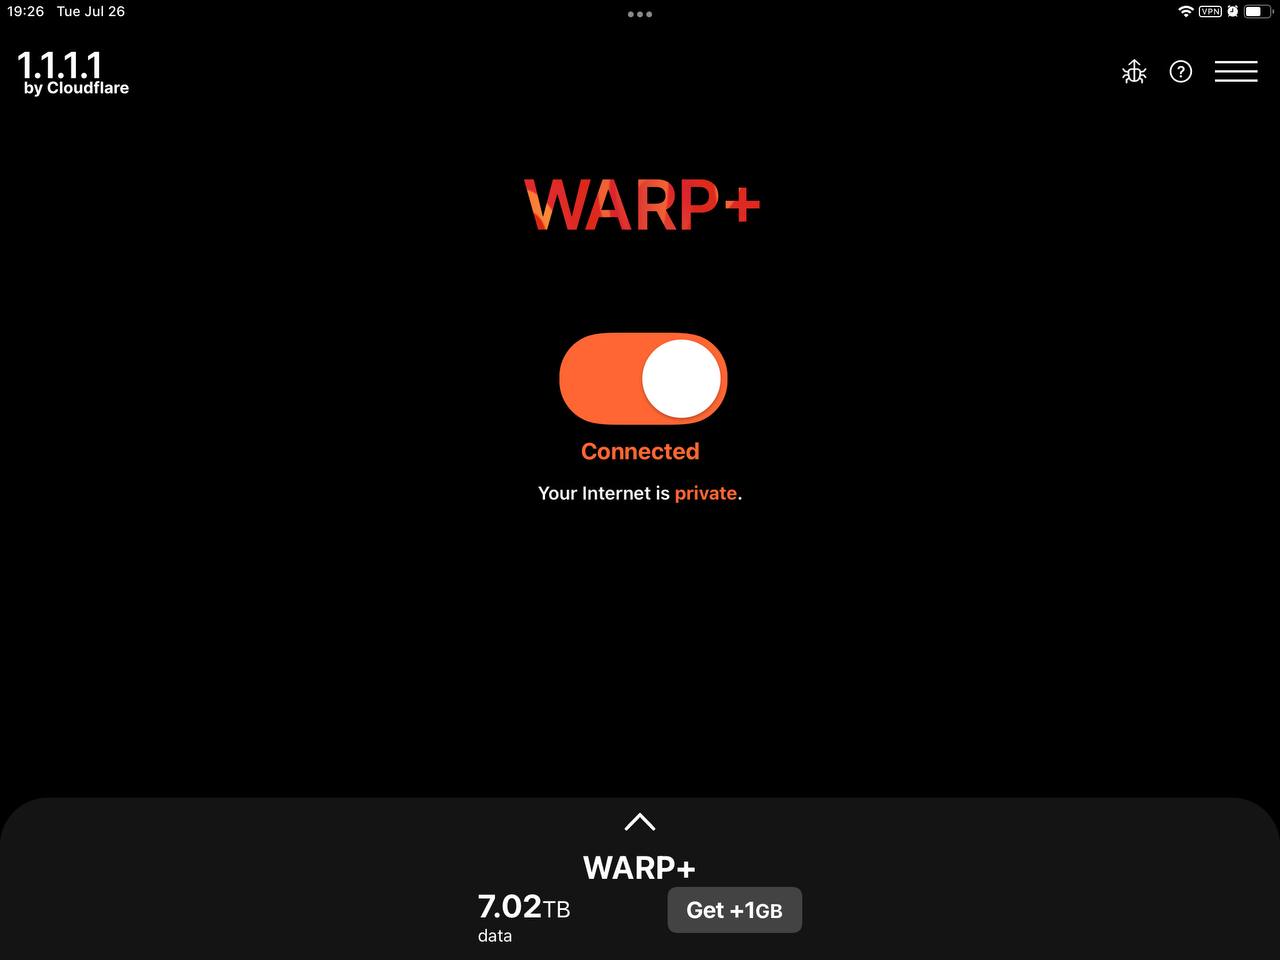 19:26 Tue Jul 26
VPN
1.1.1.1
by Cloudflare
?
WARP+
Connected
Your Internet is private.
WARP+
7.02TB
data
Get +1GB